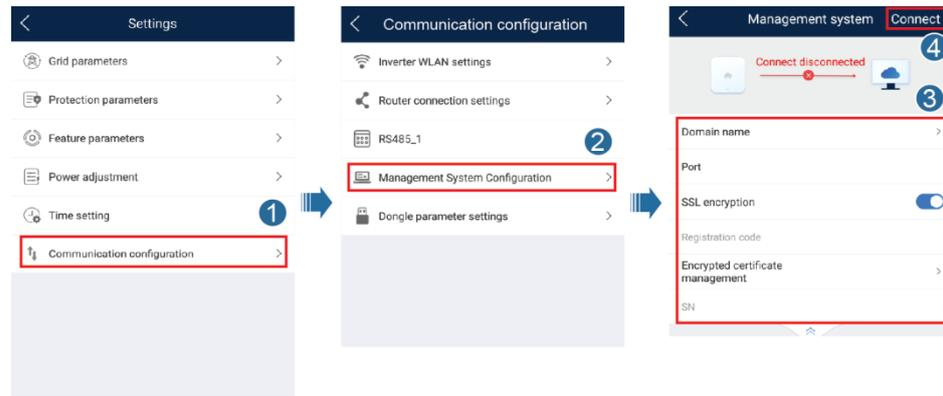 Settings
Grid parameters
Protection parameters
Feature parameters
Power adjustment
Time setting
1
Communication configuration
Communication configuration
Inverter WLAN settings
Router connection settings
RS485_1
2
Management System Configuration
Dongle parameter settings
Management system Connect
4
Connect disconnected
3
Domain name
Port
SSL encryption
Registration code
Encrypted certificate
management
SN